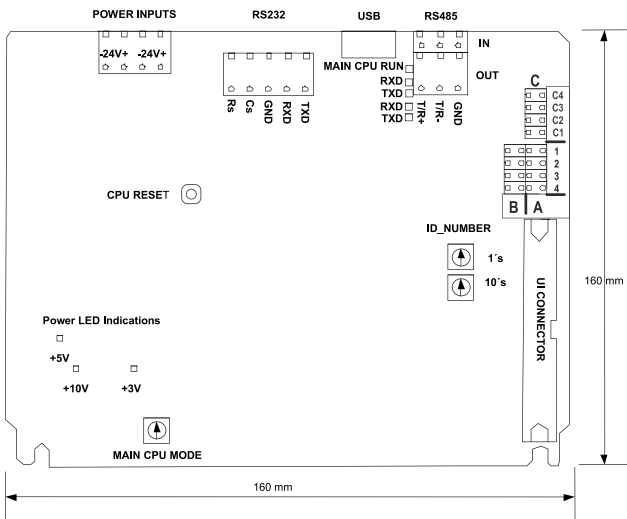 POWER INPUTS
RS232
USB
RS485
-24V+ -24V+
IN
OUT
MAIN CPU RUN
RXD
TXD
RXD
TXD
Rs
Cs
GND
RXD
TXD
T/R+
T/R-
GND
C
C4
C3
C2
C1
1
2
3
4
B
A
CPU RESET
ID_NUMBER
1´s
10´s
UI CONNECTOR
160 mm
Power LED Indications
+5V
+10V
+3V
MAIN CPU MODE
160 mm